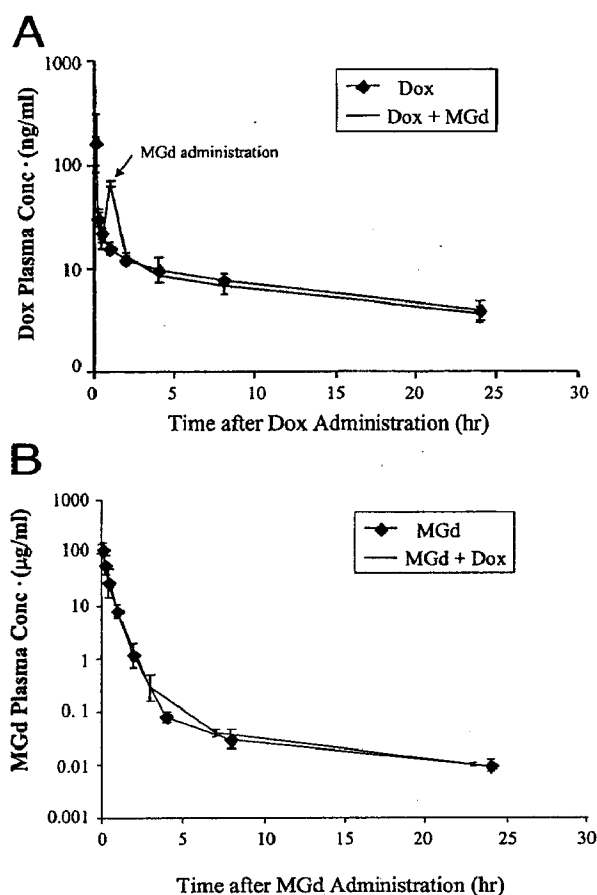 A
1000
100
10
0
Dox Plasma Conc · (ng/ml)
Dox
Dox + MGd
MGd administration
0 5 10 15 20 25 30
Time after Dox Administration (hr)
B
1000
100
10
1
0.1
0.01
0.001
MGd Plasma Conc · (µg/ml)
MGd
MGd + Dox
0 5 10 15 20 25 30
Time after MGd Administration (hr)